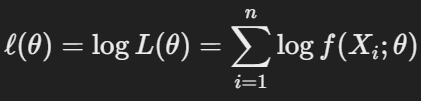 ℓ(θ) = log L(θ) = ∑_{i=1}^{n} log f(X_i; θ)